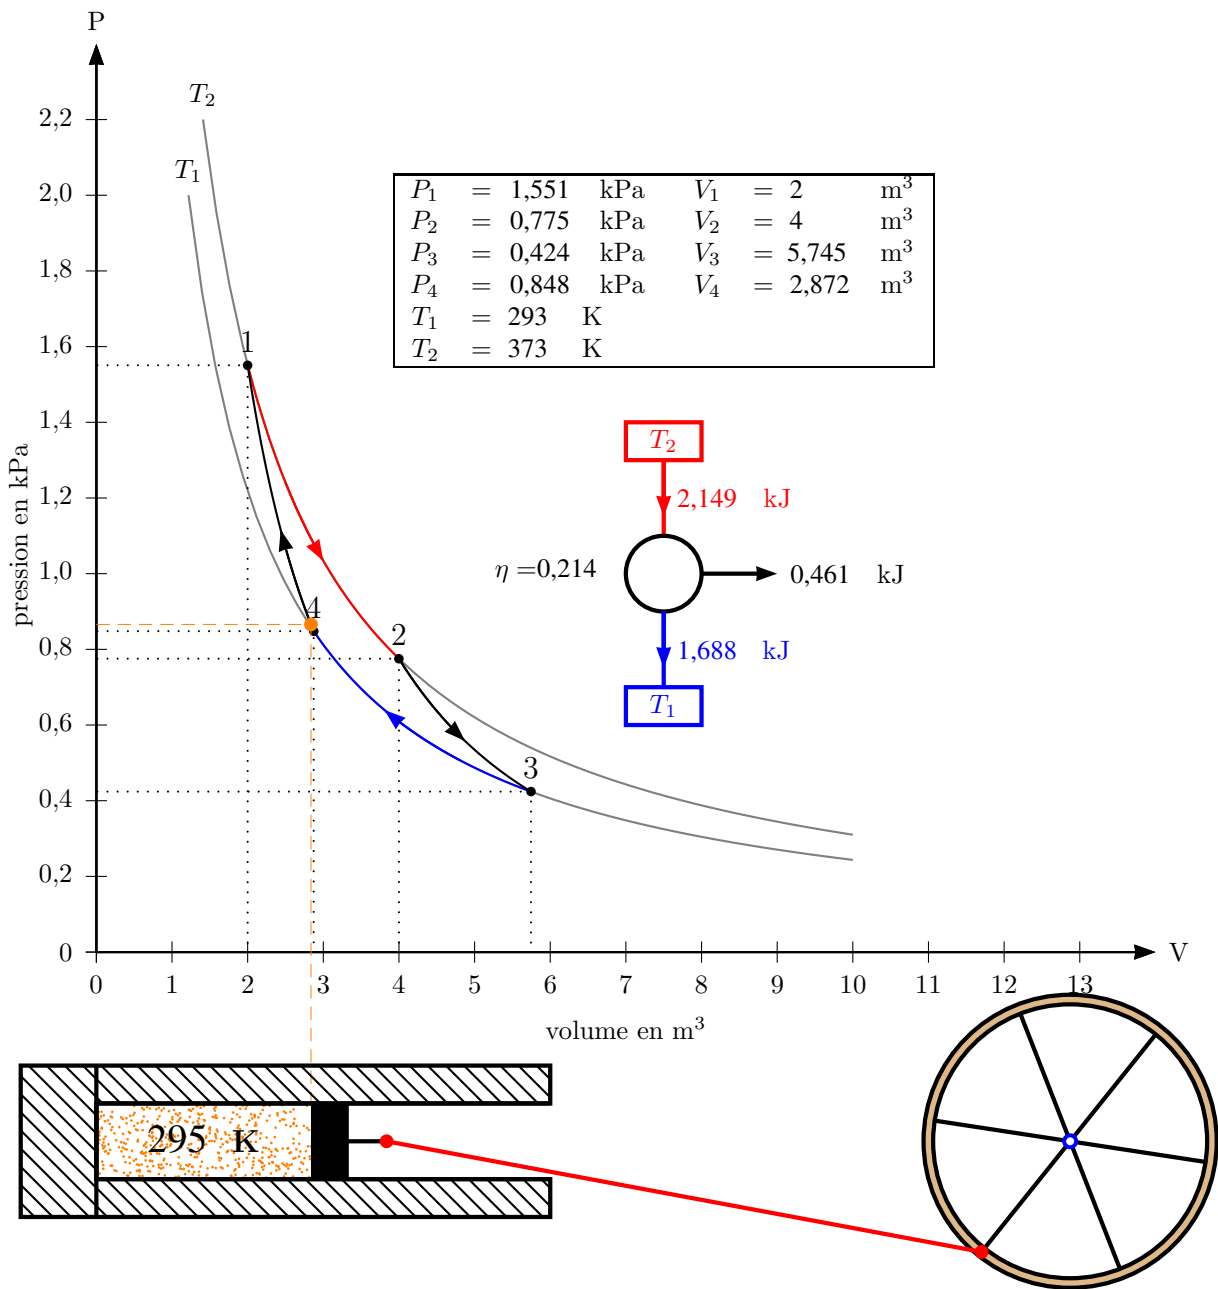 P
T₂
T₁
2,2
2,0
1,8
1,6
1,4
1,2
1,0
0,8
0,6
0,4
0,2
0
pression en kPa
P₁ = 1,551 kPa V₁ = 2 m³
P₂ = 0,775 kPa V₂ = 4 m³
P₃ = 0,424 kPa V₃ = 5,745 m³
P₄ = 0,848 kPa V₄ = 2,872 m³
T₁ = 293 K
T₂ = 373 K
1
4
2
3
T₂
2,149 kJ
η =0,214
0,461 kJ
1,688 kJ
T₁
V
0 1 2 3 4 5 6 7 8 9 10 11 12 13
volume en m³
295 K